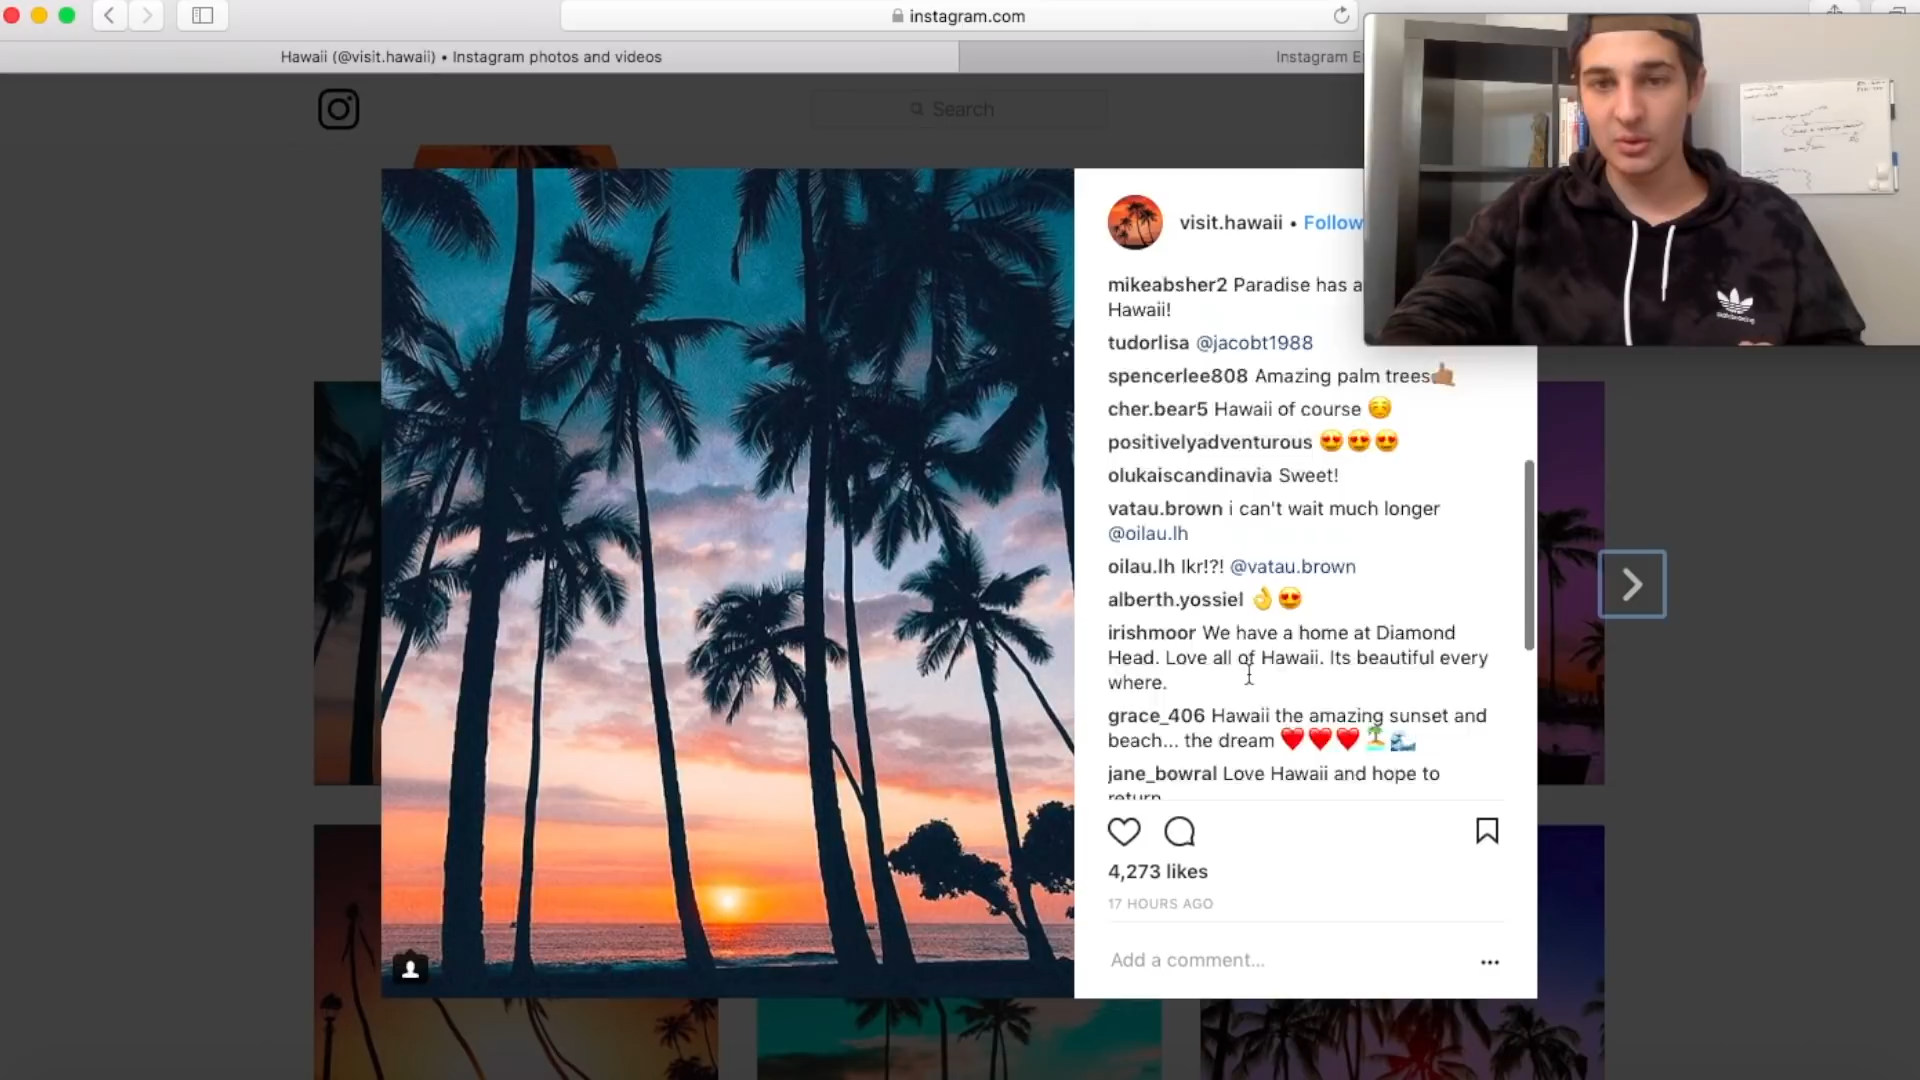 instagram.com
Hawaii (@visit.hawaii) • Instagram photos and videos
Instagram
Search
visit.hawaii • Follow
mikeabsher2 Paradise has a
Hawaii!
tudorlisa @jacobt1988
spencerlee808 Amazing palm trees🤙🏽
cher.bear5 Hawaii of course ☺️
positivelyadventurous 😍😍😍
olukaiscandinavia Sweet!
vatau.brown i can't wait much longer
@oilau.lh
oilau.lh Ikr!?! @vatau.brown
alberth.yossiel 👌😍
irishmoor We have a home at Diamond
Head. Love all of Hawaii. Its beautiful every
where.
grace_406 Hawaii the amazing sunset and
beach... the dream ❤️❤️❤️🏝️🌊
jane_bowral Love Hawaii and hope to
return
4,273 likes
17 HOURS AGO
Add a comment...